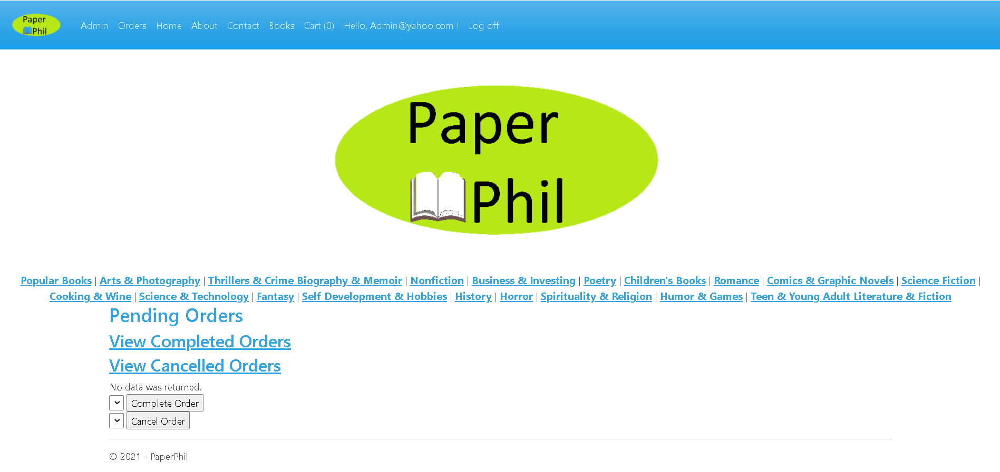 Paper
Phil
Admin Orders Home About Contact Books Cart (0) Hello, Admin@yahoo.com ! Log off
Paper
Phil
Popular Books | Arts & Photography | Thrillers & Crime Biography & Memoir | Nonfiction | Business & Investing | Poetry | Children's Books | Romance | Comics & Graphic Novels | Science Fiction |
Cooking & Wine | Science & Technology | Fantasy | Self Development & Hobbies | History | Horror | Spirituality & Religion | Humor & Games | Teen & Young Adult Literature & Fiction
Pending Orders
View Completed Orders
View Cancelled Orders
No data was returned.
Complete Order
Cancel Order
© 2021 - PaperPhil